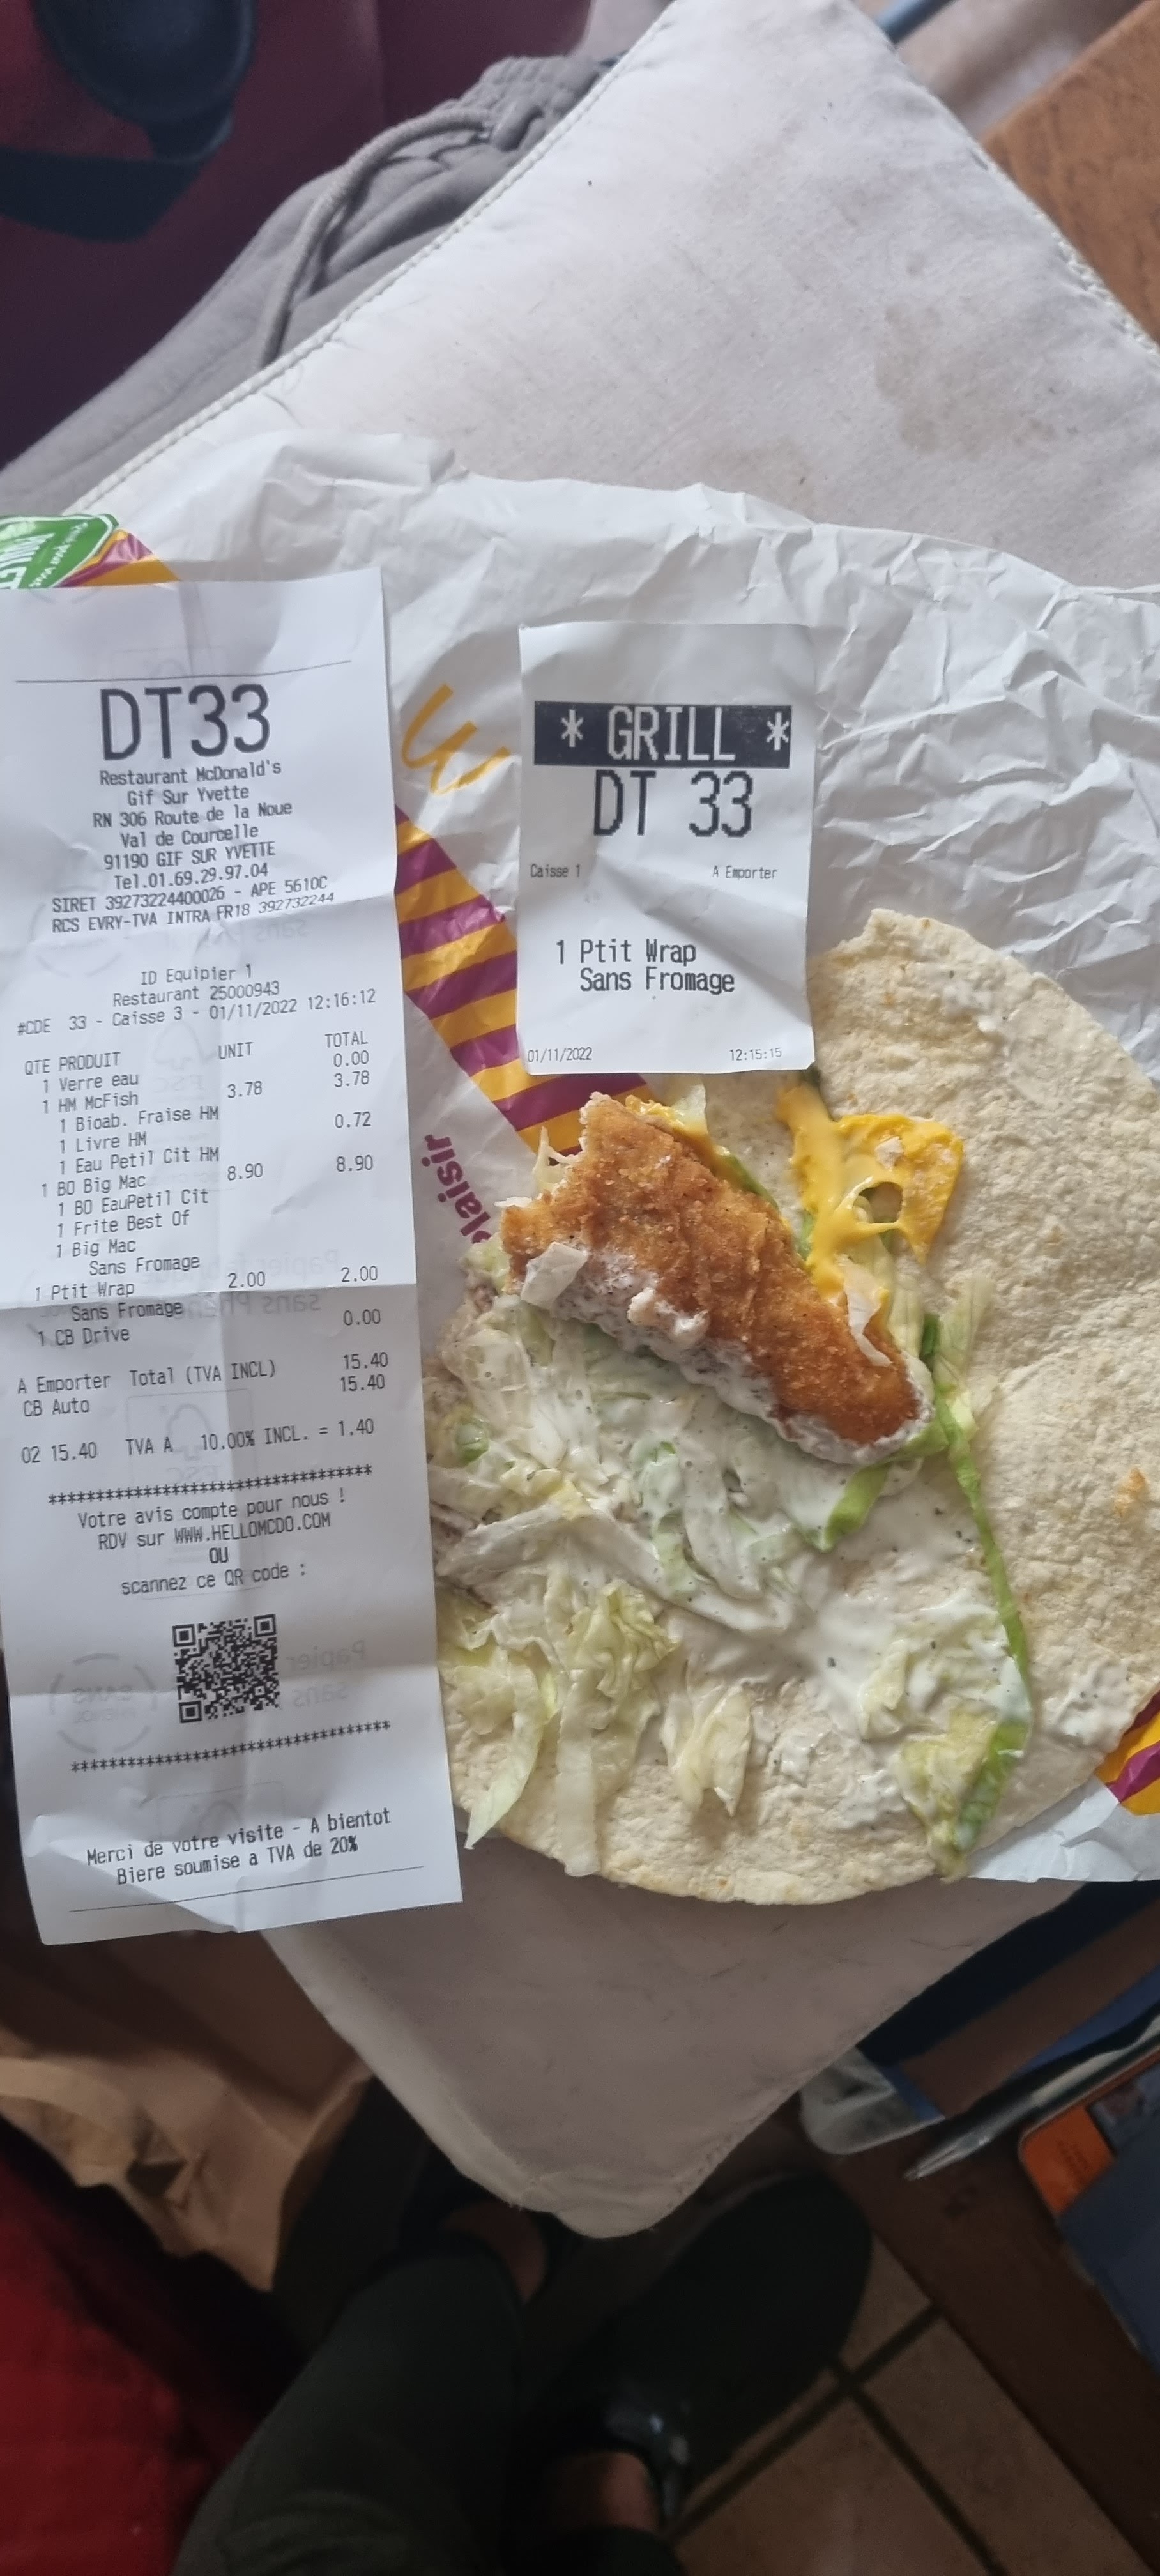 DT33
Restaurant McDonald's
Gif Sur Yvette
RN 306 Route de la Noue
Val de Courcelle
91190 GIF SUR YVETTE
Tel.01.69.29.97.04
SIRET 39273224400026 - APE 5610C
RCS EVRY-TVA INTRA FR18 392732244
ID Equipier 1
Restaurant 25000943
#CDE 33 - Caisse 3 - 01/11/2022 12:16:12
QTE PRODUIT UNIT TOTAL
1 Verre eau 0.00
1 HM McFish 3.78 3.78
1 Bioab. Fraise HM
1 Livre HM 0.72
1 Eau Petil Cit HM
1 BO Big Mac 8.90 8.90
1 BO EauPetil Cit
1 Frite Best Of
1 Big Mac
Sans Fromage
1 Ptit Wrap 2.00 2.00
Sans Fromage
1 CB Drive 0.00
A Emporter Total (TVA INCL) 15.40
CB Auto 15.40
02 15.40 TVA A 10.00% INCL. = 1.40
**********************************
Votre avis compte pour nous !
RDV sur WWW.HELLOMCDO.COM
OU
scannez ce QR code :
**********************************
Merci de votre visite - A bientot
Biere soumise a TVA de 20%
* GRILL *
DT 33
Caisse 1 A Emporter
1 Ptit Wrap
Sans Fromage
01/11/2022 12:15:15
laisir